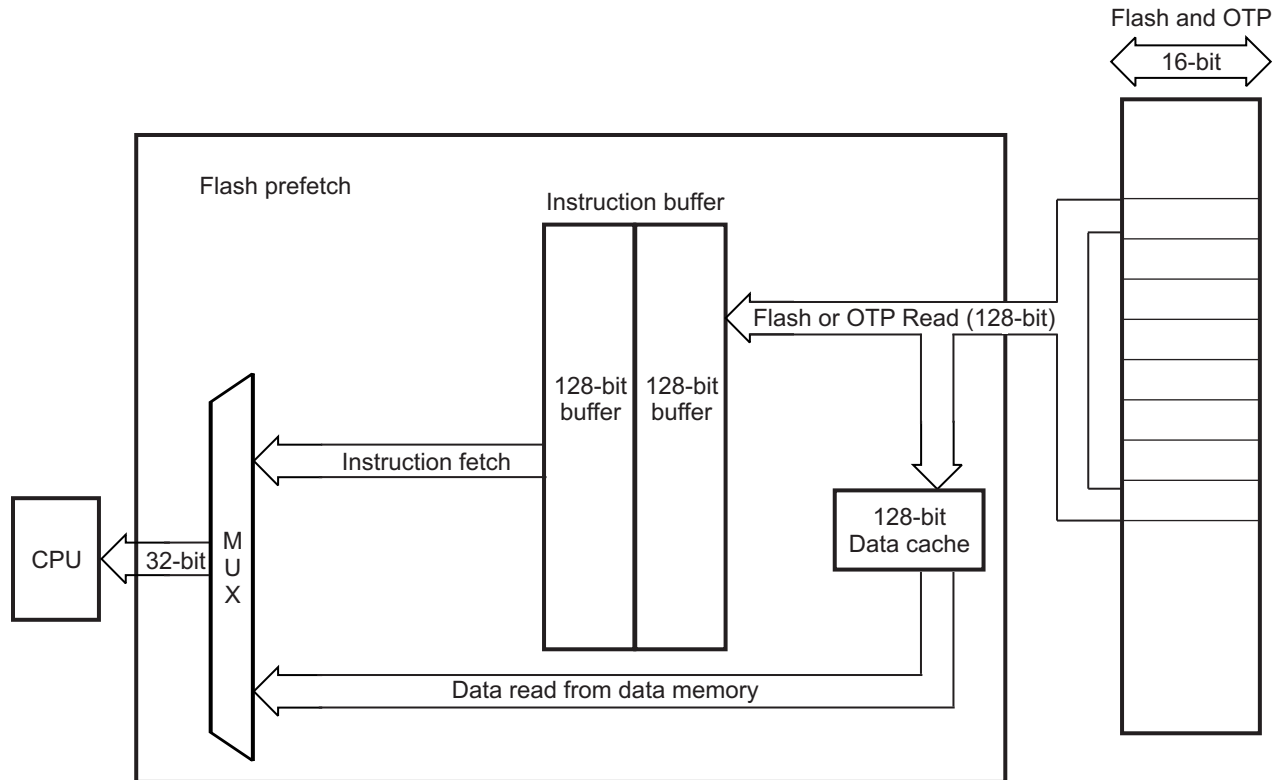 Flash and OTP
16-bit
Flash prefetch
Instruction buffer
Flash or OTP Read (128-bit)
128-bit
buffer
128-bit
buffer
Instruction fetch
128-bit
Data cache
CPU
32-bit
M
U
X
Data read from data memory